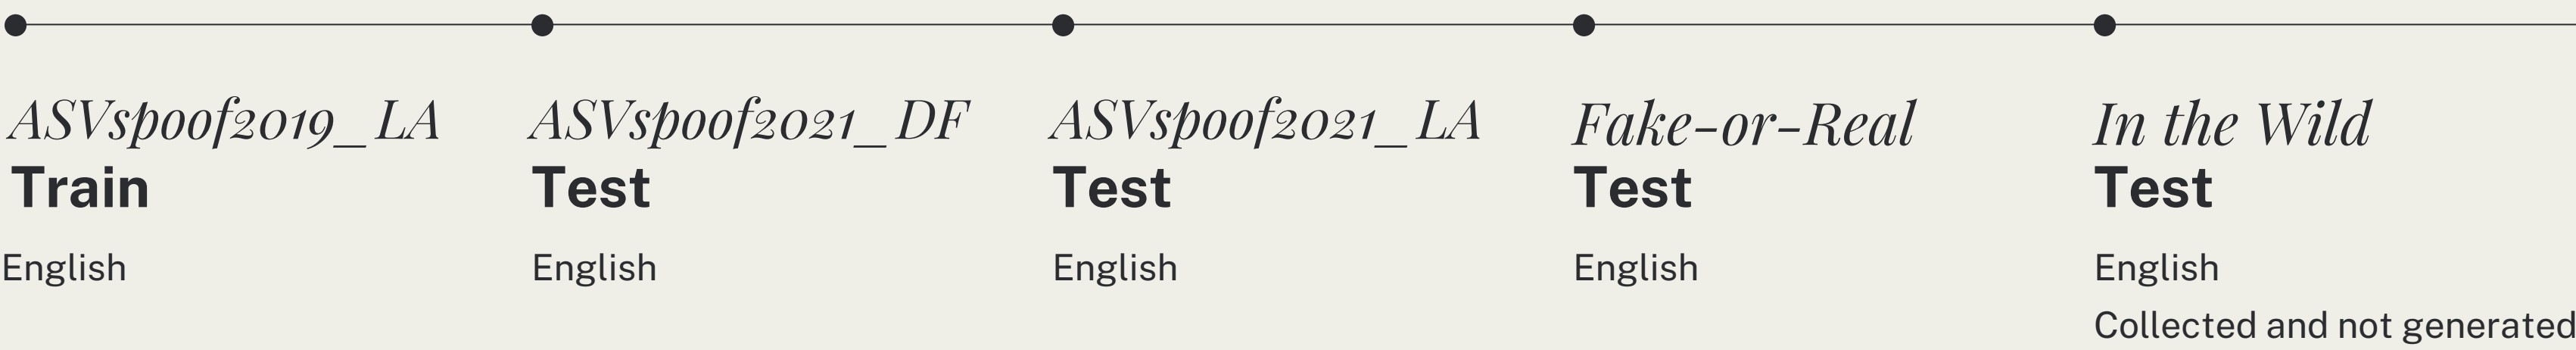 ASVspoof2019_LA
Train
English
ASVspoof2021_DF
Test
English
ASVspoof2021_LA
Test
English
Fake-or-Real
Test
English
In the Wild
Test
English
Collected and not generated